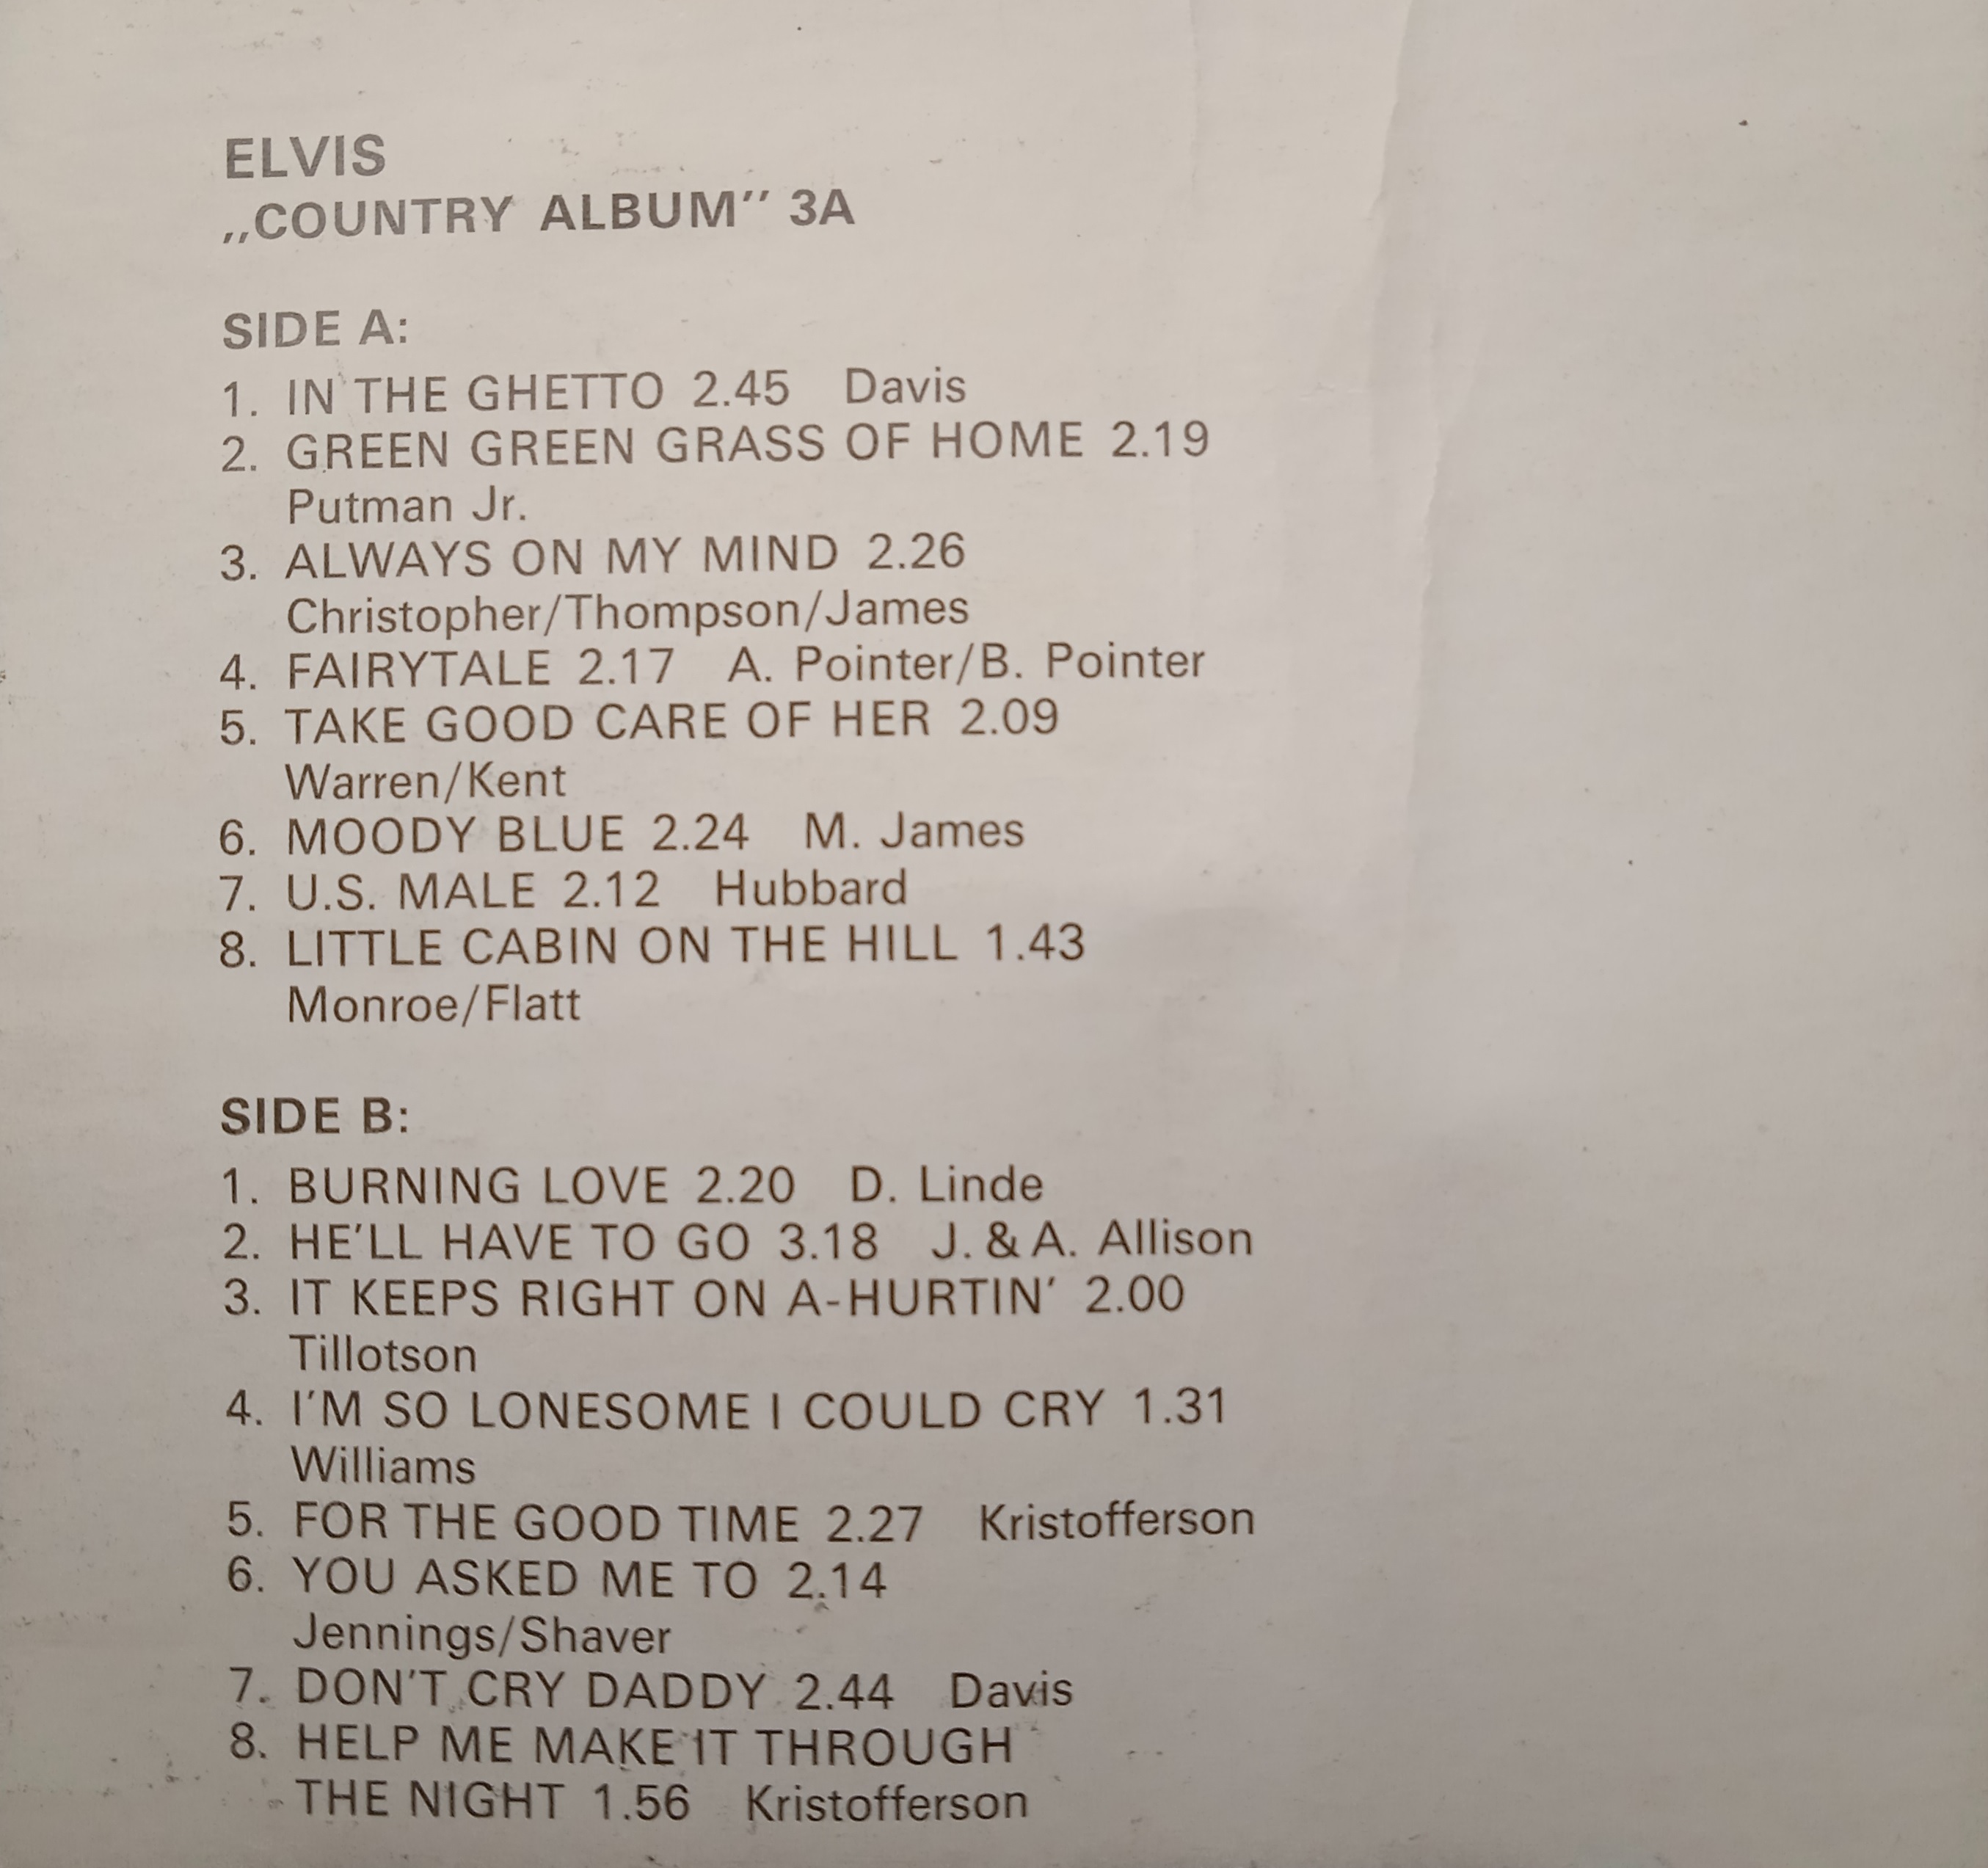 ELVIS
,,COUNTRY ALBUM'' 3A
SIDE A:
1. IN THE GHETTO 2.45 Davis
2. GREEN GREEN GRASS OF HOME 2.19
Putman Jr.
3. ALWAYS ON MY MIND 2.26
Christopher/Thompson/James
4. FAIRYTALE 2.17 A. Pointer/B. Pointer
5. TAKE GOOD CARE OF HER 2.09
Warren/Kent
6. MOODY BLUE 2.24 M. James
7. U.S. MALE 2.12 Hubbard
8. LITTLE CABIN ON THE HILL 1.43
Monroe/Flatt
SIDE B:
1. BURNING LOVE 2.20 D. Linde
2. HE'LL HAVE TO GO 3.18 J. & A. Allison
3. IT KEEPS RIGHT ON A-HURTIN' 2.00
Tillotson
4. I'M SO LONESOME I COULD CRY 1.31
Williams
5. FOR THE GOOD TIME 2.27 Kristofferson
6. YOU ASKED ME TO 2.14
Jennings/Shaver
7. DON'T CRY DADDY 2.44 Davis
8. HELP ME MAKE IT THROUGH
THE NIGHT 1.56 Kristofferson